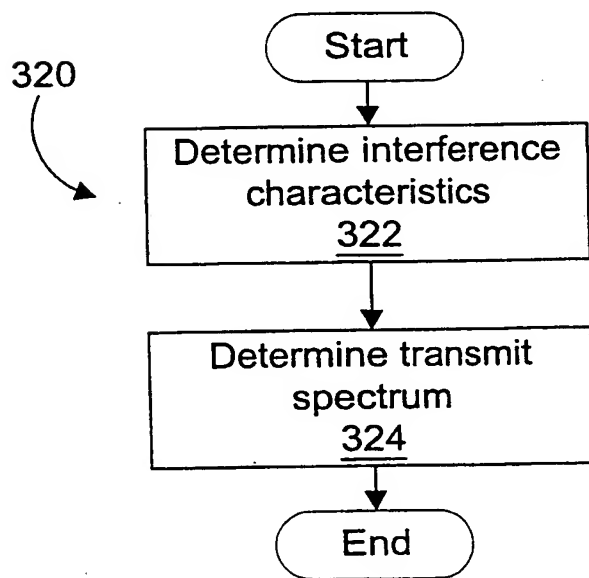 Start
320
Determine interference
characteristics
322
Determine transmit
spectrum
324
End